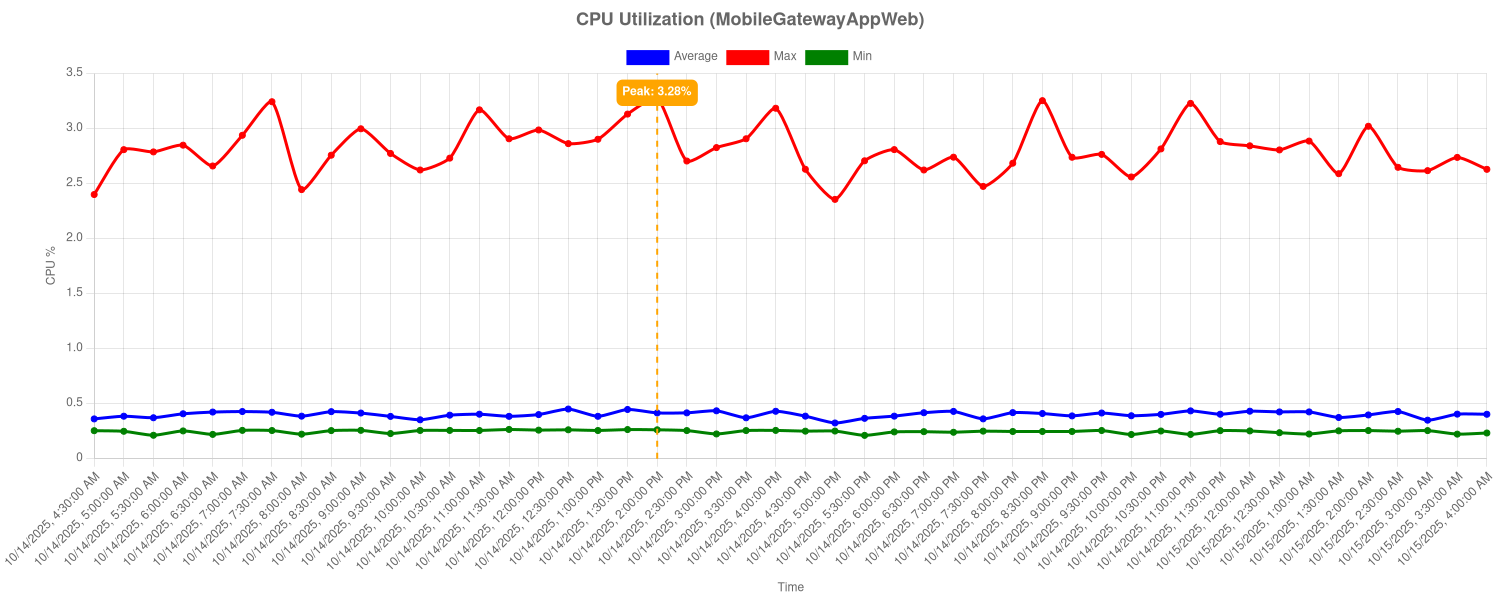 CPU Utilization (MobileGatewayAppWeb)
Average Max Min
Peak: 3.28%
3.5
3.0
2.5
2.0
1.5
1.0
0.5
0
CPU %
10/14/2025, 4:30:00 AM
10/14/2025, 5:00:00 AM
10/14/2025, 5:30:00 AM
10/14/2025, 6:00:00 AM
10/14/2025, 6:30:00 AM
10/14/2025, 7:00:00 AM
10/14/2025, 7:30:00 AM
10/14/2025, 8:00:00 AM
10/14/2025, 8:30:00 AM
10/14/2025, 9:00:00 AM
10/14/2025, 9:30:00 AM
10/14/2025, 10:00:00 AM
10/14/2025, 10:30:00 AM
10/14/2025, 11:00:00 AM
10/14/2025, 11:30:00 AM
10/14/2025, 12:00:00 PM
10/14/2025, 12:30:00 PM
10/14/2025, 1:00:00 PM
10/14/2025, 1:30:00 PM
10/14/2025, 2:00:00 PM
10/14/2025, 2:30:00 PM
10/14/2025, 3:00:00 PM
10/14/2025, 3:30:00 PM
10/14/2025, 4:00:00 PM
10/14/2025, 4:30:00 PM
10/14/2025, 5:00:00 PM
10/14/2025, 5:30:00 PM
10/14/2025, 6:00:00 PM
10/14/2025, 6:30:00 PM
10/14/2025, 7:00:00 PM
10/14/2025, 7:30:00 PM
10/14/2025, 8:00:00 PM
10/14/2025, 8:30:00 PM
10/14/2025, 9:00:00 PM
10/14/2025, 9:30:00 PM
10/14/2025, 10:00:00 PM
10/14/2025, 10:30:00 PM
10/14/2025, 11:00:00 PM
10/14/2025, 11:30:00 PM
10/15/2025, 12:00:00 AM
10/15/2025, 12:30:00 AM
10/15/2025, 1:00:00 AM
10/15/2025, 1:30:00 AM
10/15/2025, 2:00:00 AM
10/15/2025, 2:30:00 AM
10/15/2025, 3:00:00 AM
10/15/2025, 3:30:00 AM
10/15/2025, 4:00:00 AM
Time